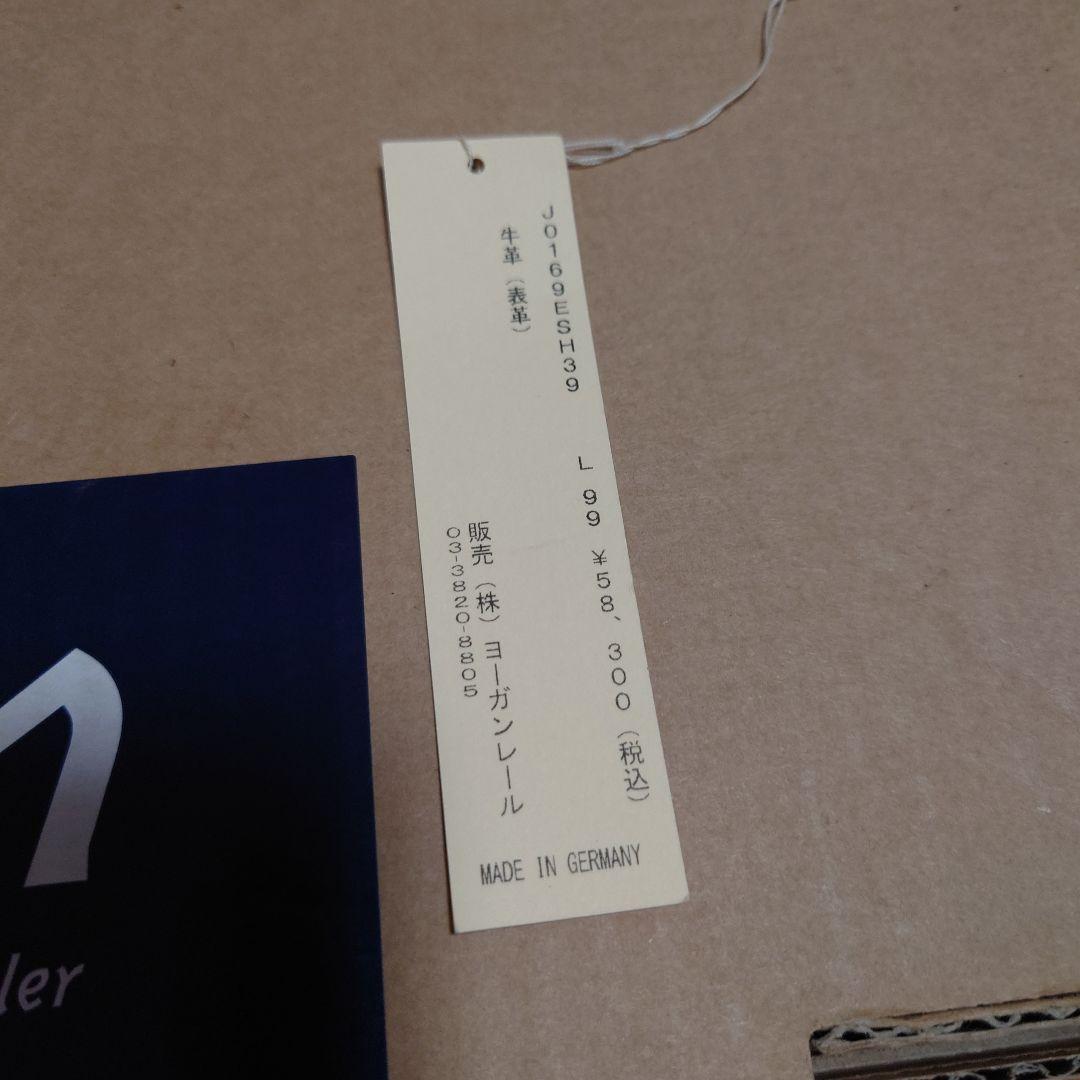 J0169ESH39 L 99 ¥58、300（税込）
牛革（表革）
販売（株）ヨーガンレール
03-3820-8805
MADE IN GERMANY
ler